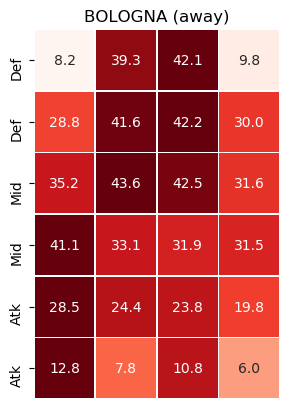 BOLOGNA (away)
Def 8.2 39.3 42.1 9.8
Def 28.8 41.6 42.2 30.0
Mid 35.2 43.6 42.5 31.6
Mid 41.1 33.1 31.9 31.5
Atk 28.5 24.4 23.8 19.8
Atk 12.8 7.8 10.8 6.0